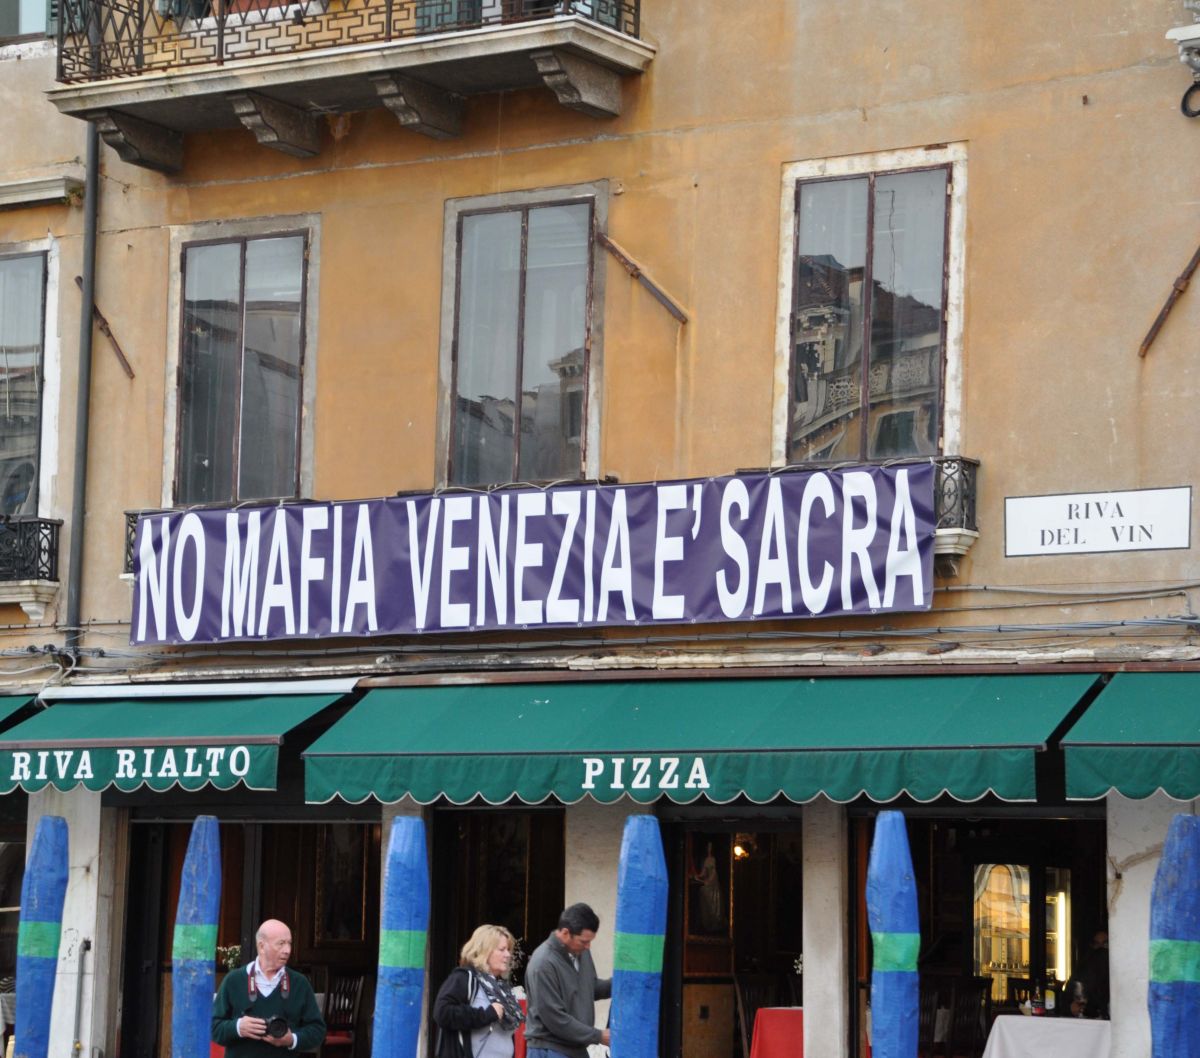 NO MAFIA VENEZIA E' SACRA
RIVA
DEL VIN
RIVA RIALTO
PIZZA